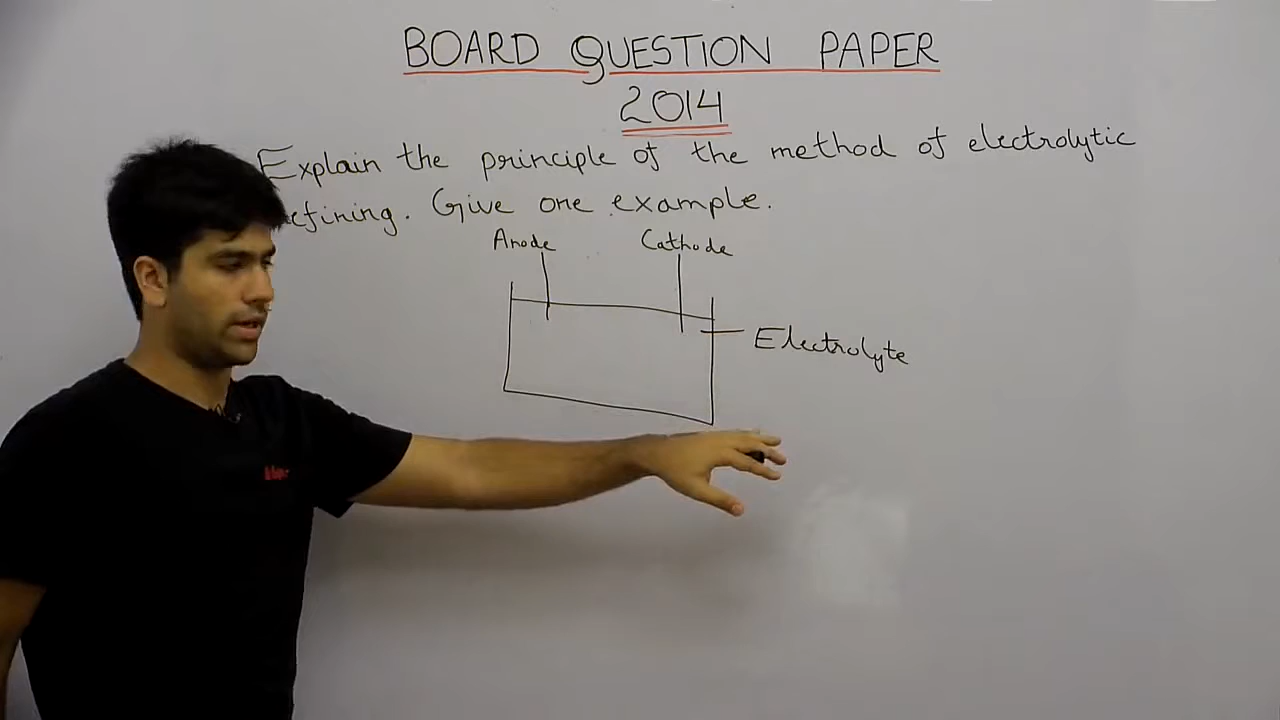 BOARD QUESTION PAPER
2014
Explain the principle of the method of electrolytic
refining. Give one example.
Anode Cathode
Electrolyte